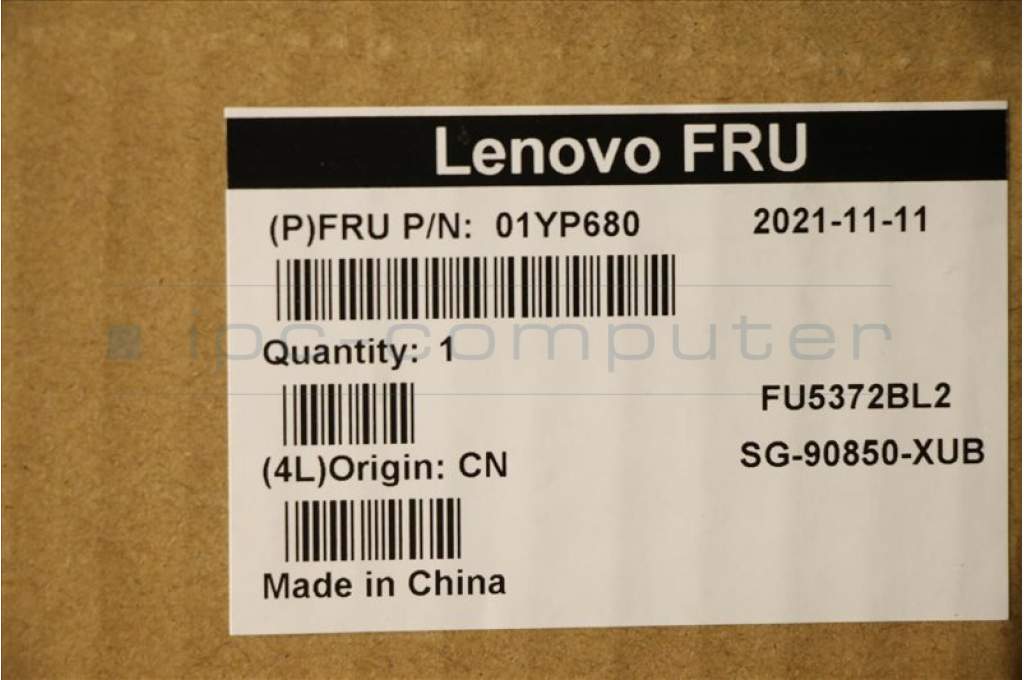 Lenovo FRU
(P)FRU P/N: 01YP680 2021-11-11
ipc-computer
Quantity: 1
FU5372BL2
(4L)Origin: CN SG-90850-XUB
Made in China